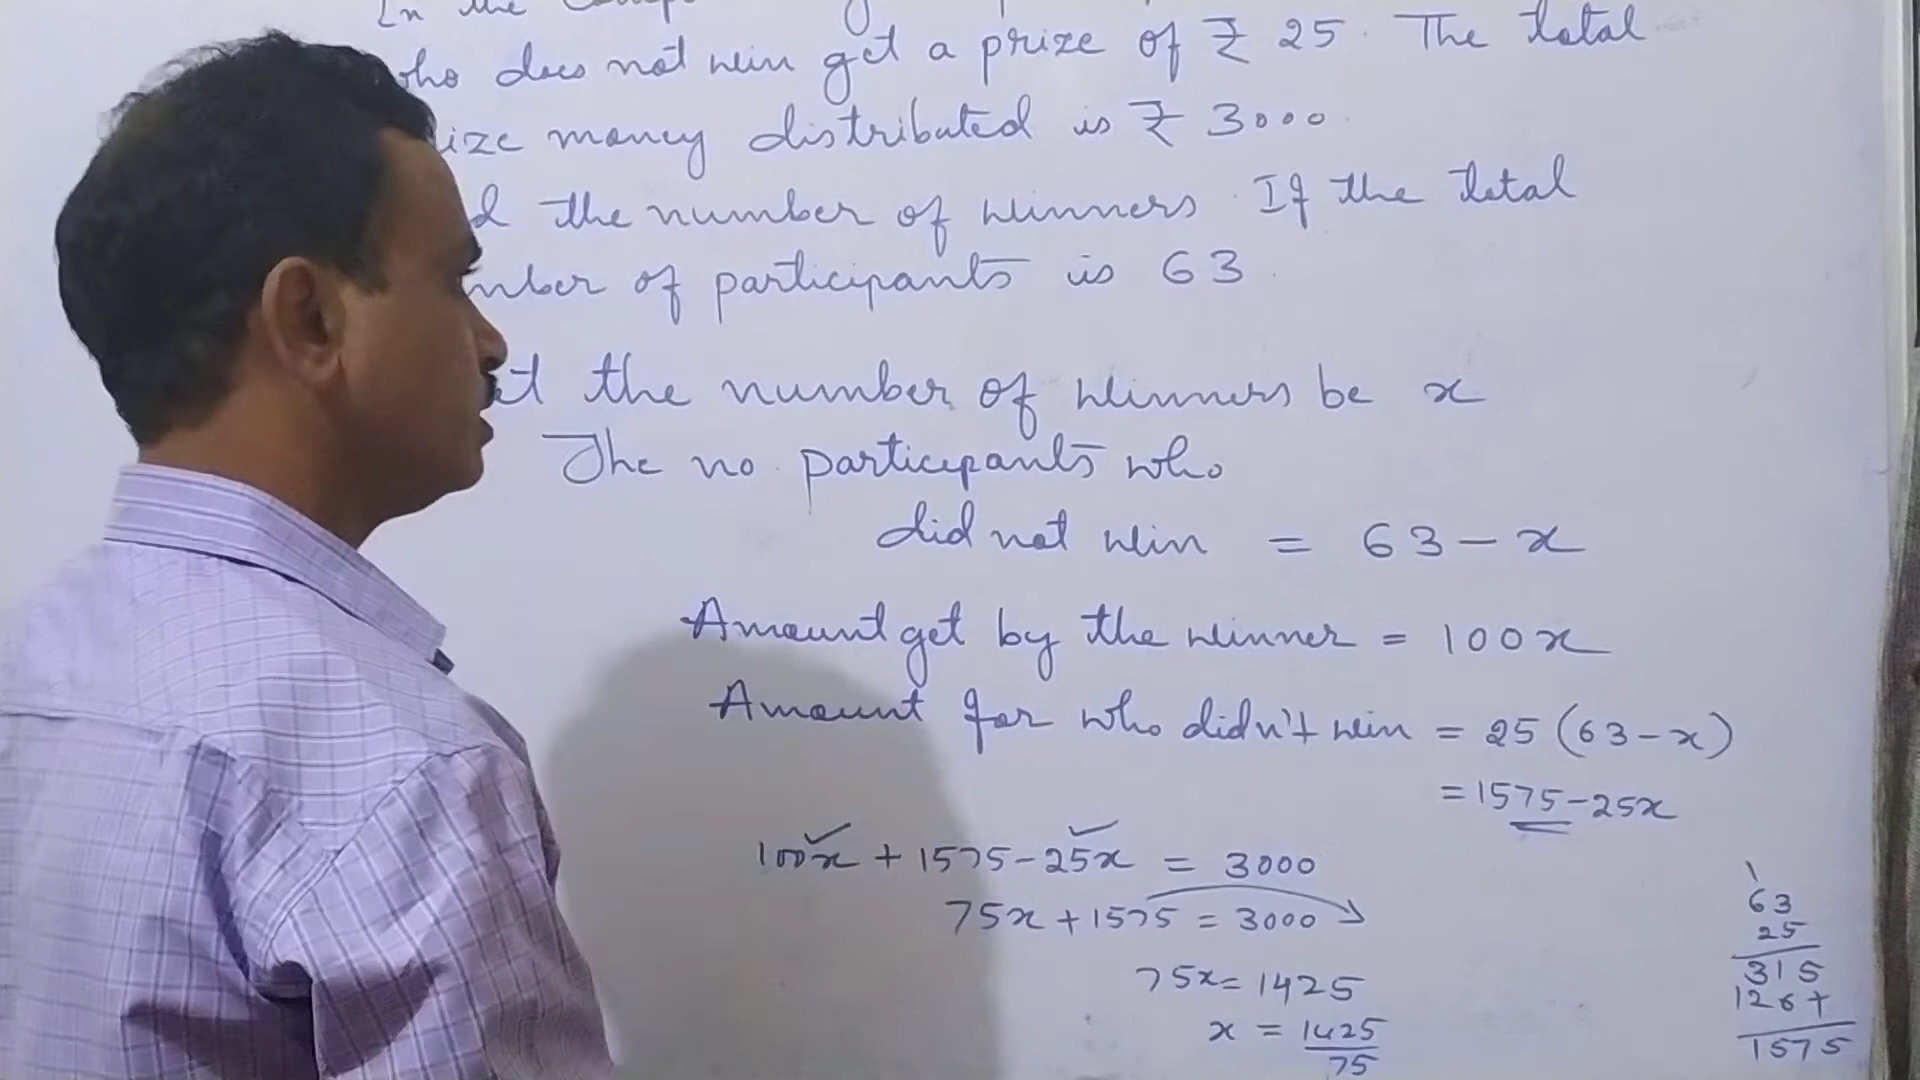 In the
who does not win get a prize of ₹ 25. The total
ize money distributed is ₹ 3000.
d the number of winners. If the total
mber of participants is 63.
et the number of winners be x
The no. participants who
did not win = 63 - x
Amount get by the winner = 100x
Amount for who didn't win = 25 (63-x)
= 1575 - 25x
100x + 1575 - 25x = 3000
75x + 1575 = 3000
75x = 1425
x = 1425
75
63
25
315
126+
1575